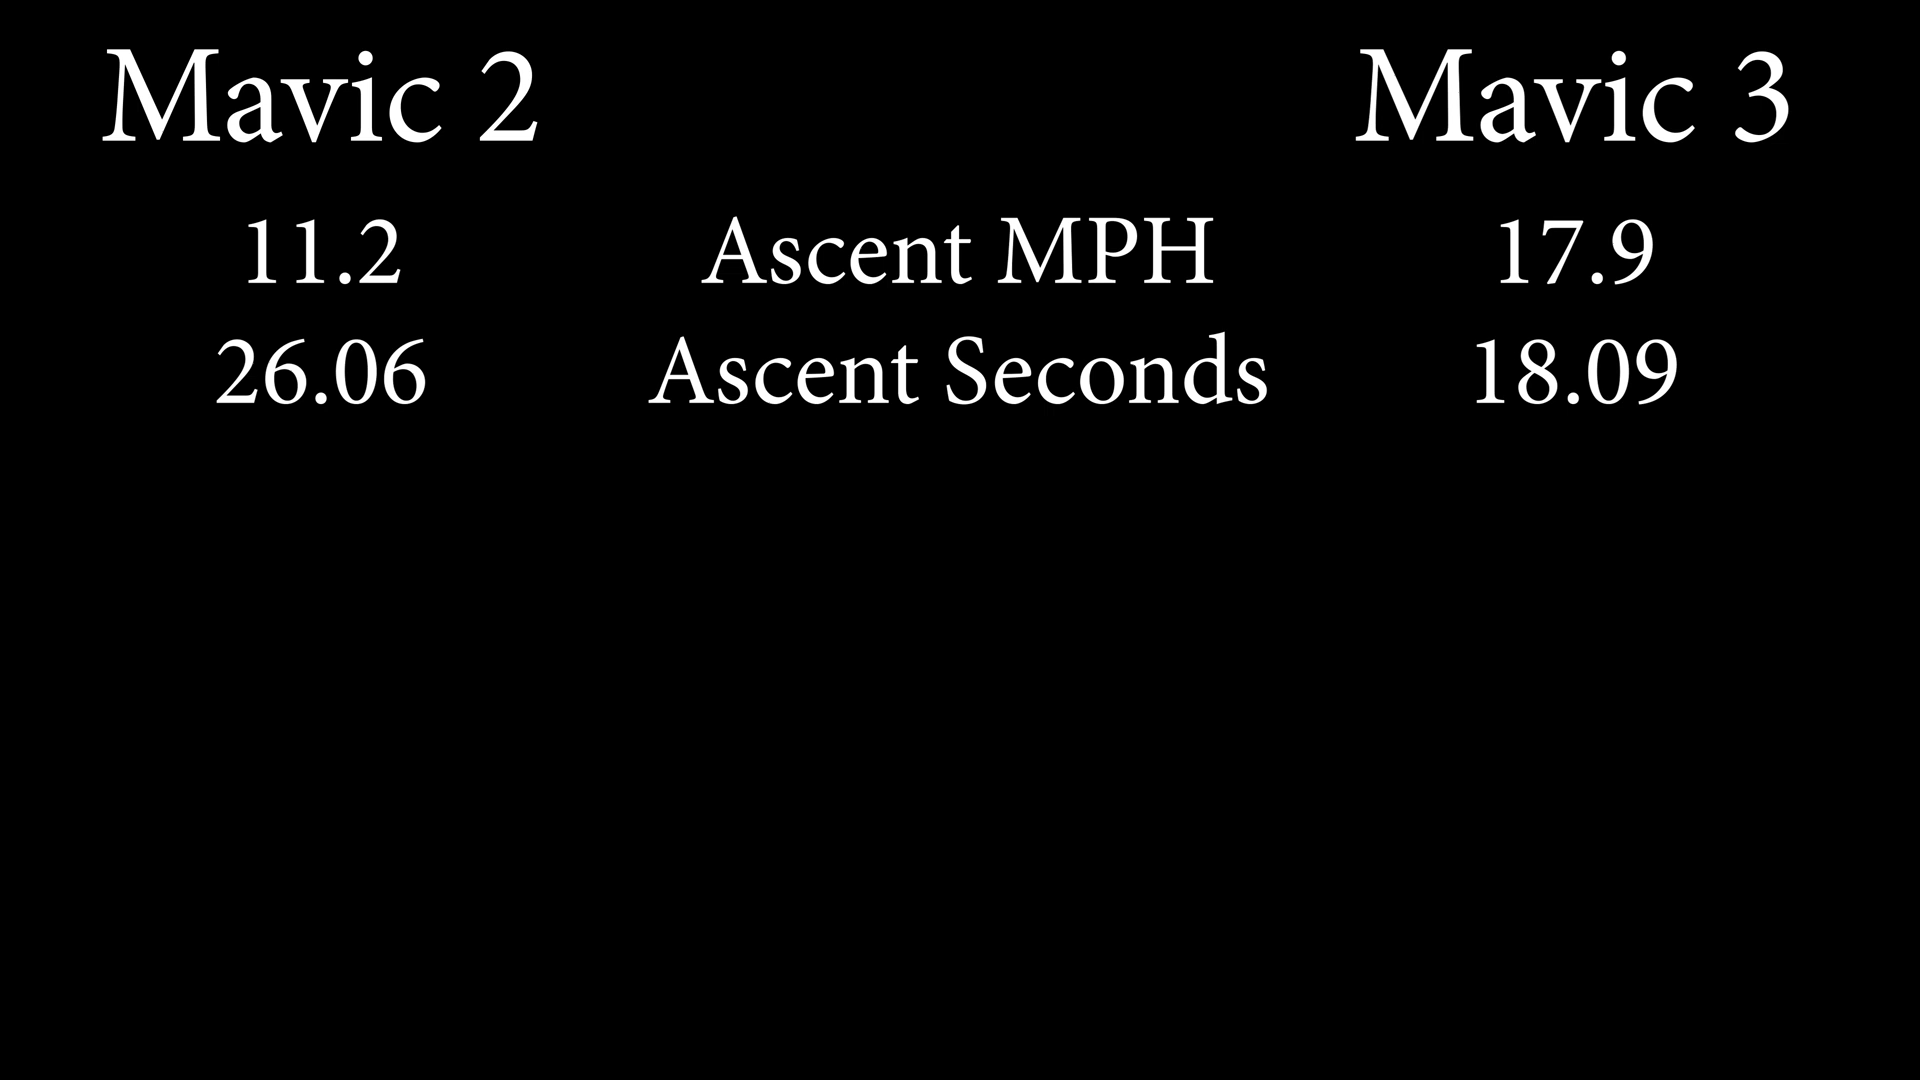 Mavic 2 Mavic 3
11.2 Ascent MPH 17.9
26.06 Ascent Seconds 18.09